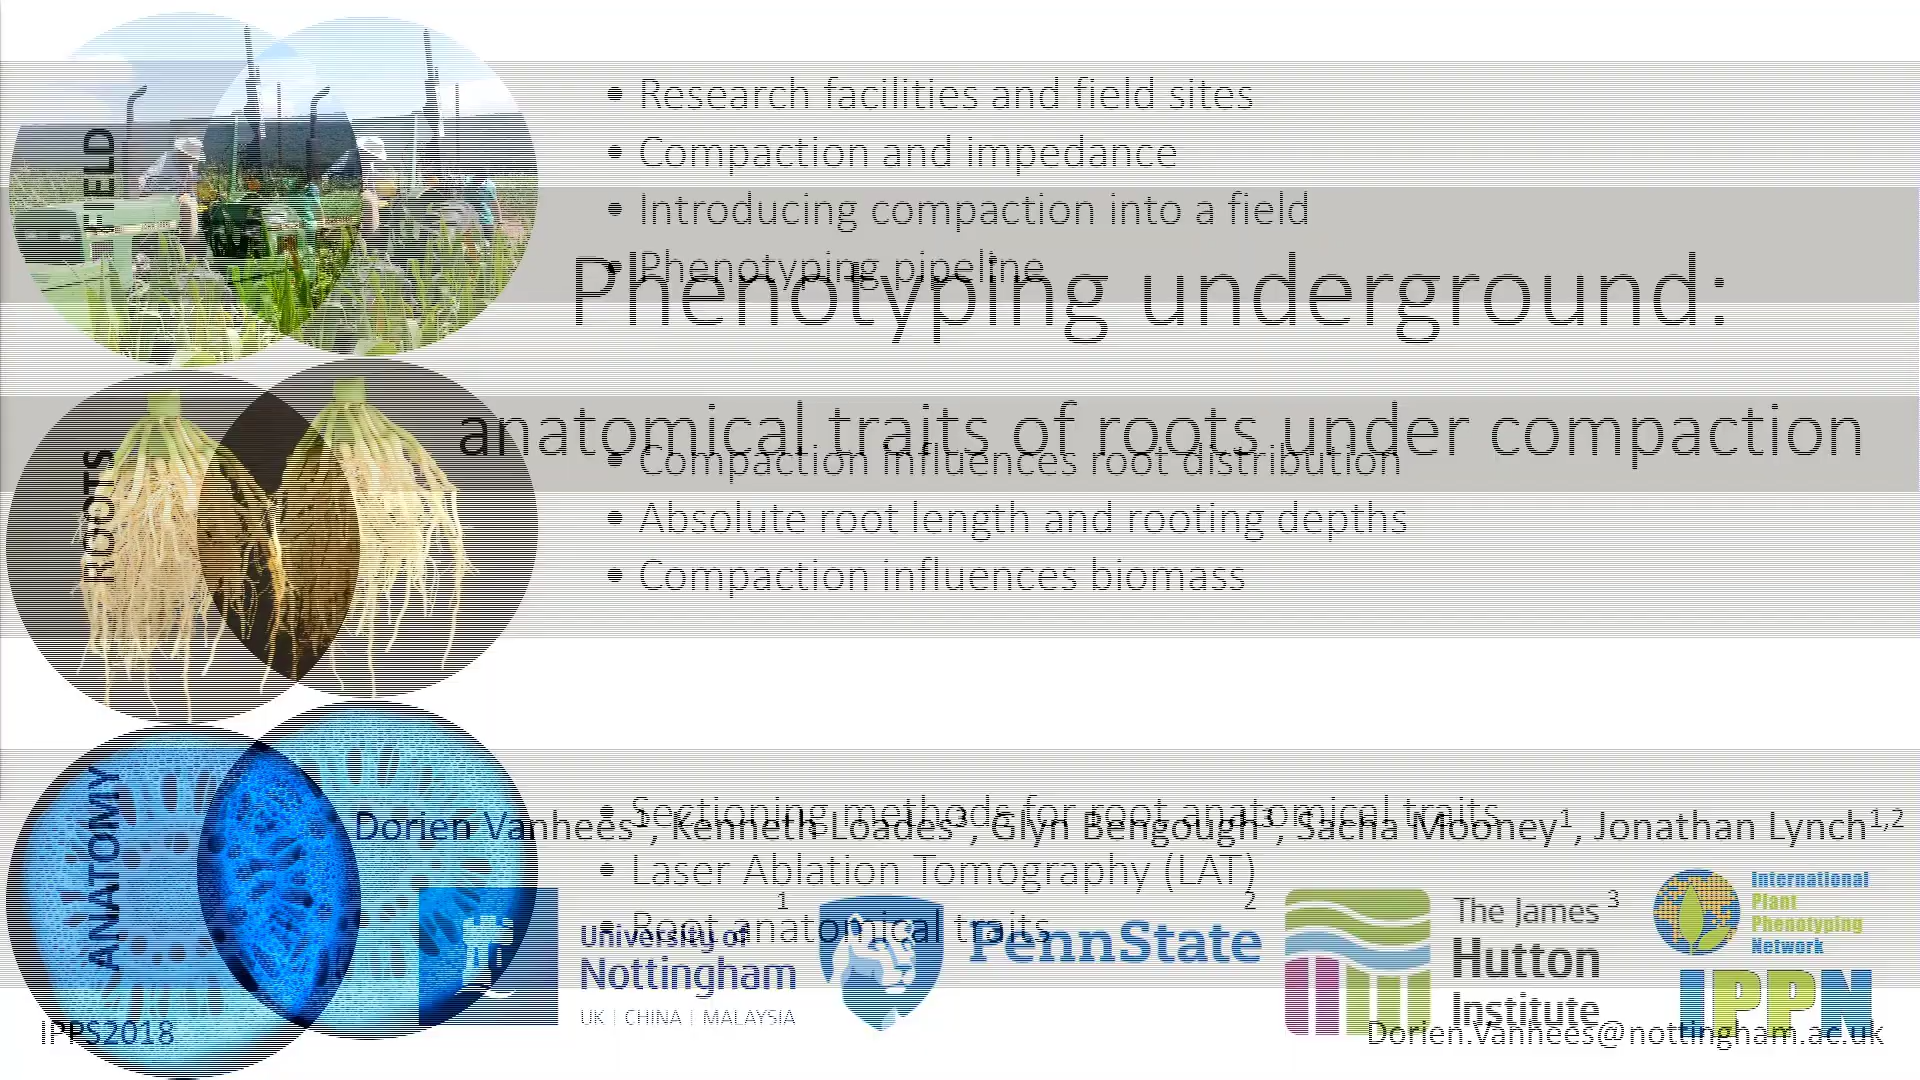 FIELD
• Research facilities and field sites
• Compaction and impedance
• Introducing compaction into a field
• Phenotyping pipeline
Phenotyping underground:
anatomical traits of roots under compaction
ROOTS
• Compaction influences root distribution
• Absolute root length and rooting depths
• Compaction influences biomass
ANATOMY
• Sectioning methods for root anatomical traits
Dorien Vanhees¹, Kenneth Loades³, Glyn Bengough³, Sacha Mooney¹, Jonathan Lynch¹,²
• Laser Ablation Tomography (LAT)
• Root anatomical traits
1
University of
Nottingham
UK | CHINA | MALAYSIA
2
PennState
3
The James
Hutton
Institute
International
Plant
Phenotyping
Network
IPPN
IPPS2018
Dorien.Vanhees@nottingham.ac.uk